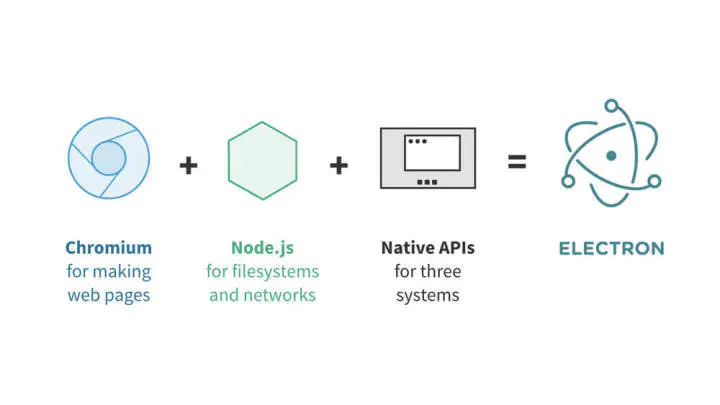 +
+
=
Chromium
for making
web pages
Node.js
for filesystems
and networks
Native APIs
for three
systems
ELECTRON